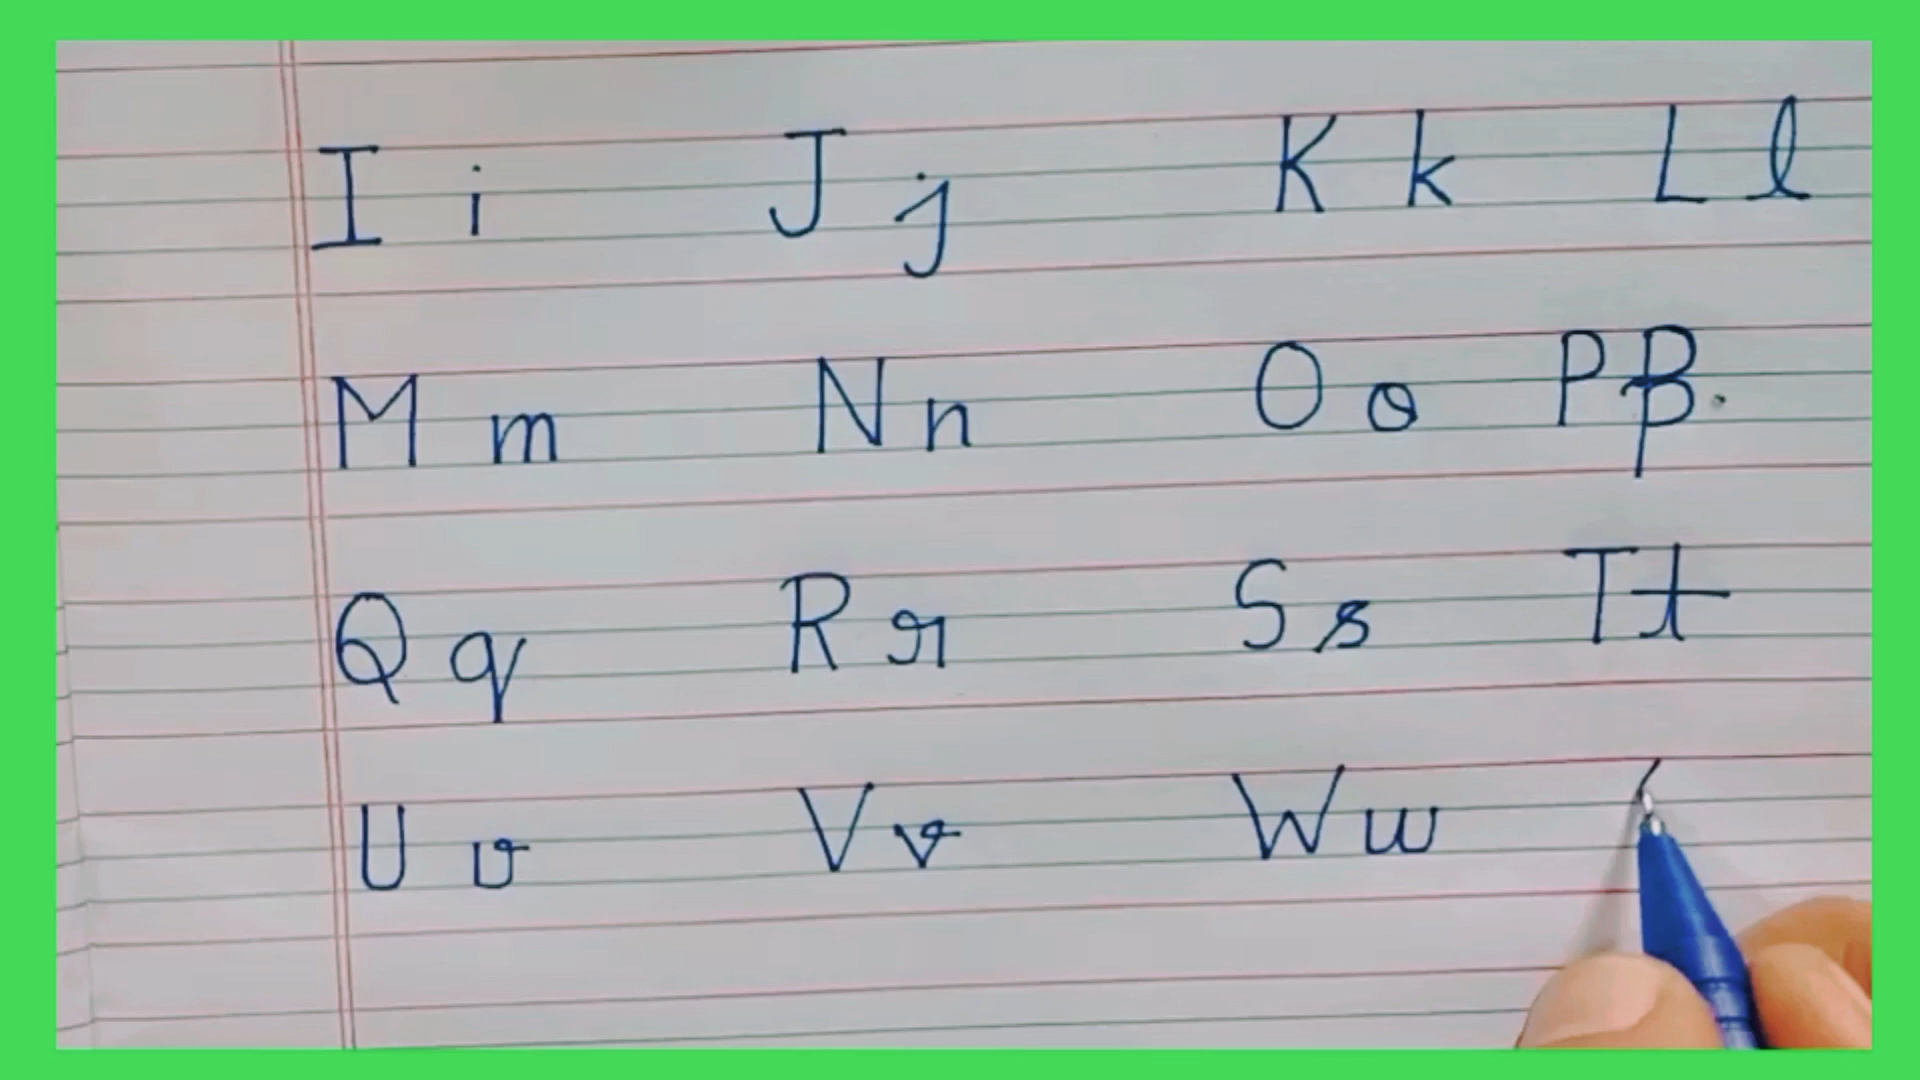 I i J j K k L l
M m N n O o P p
Q q R r S s T t
U u V v W w